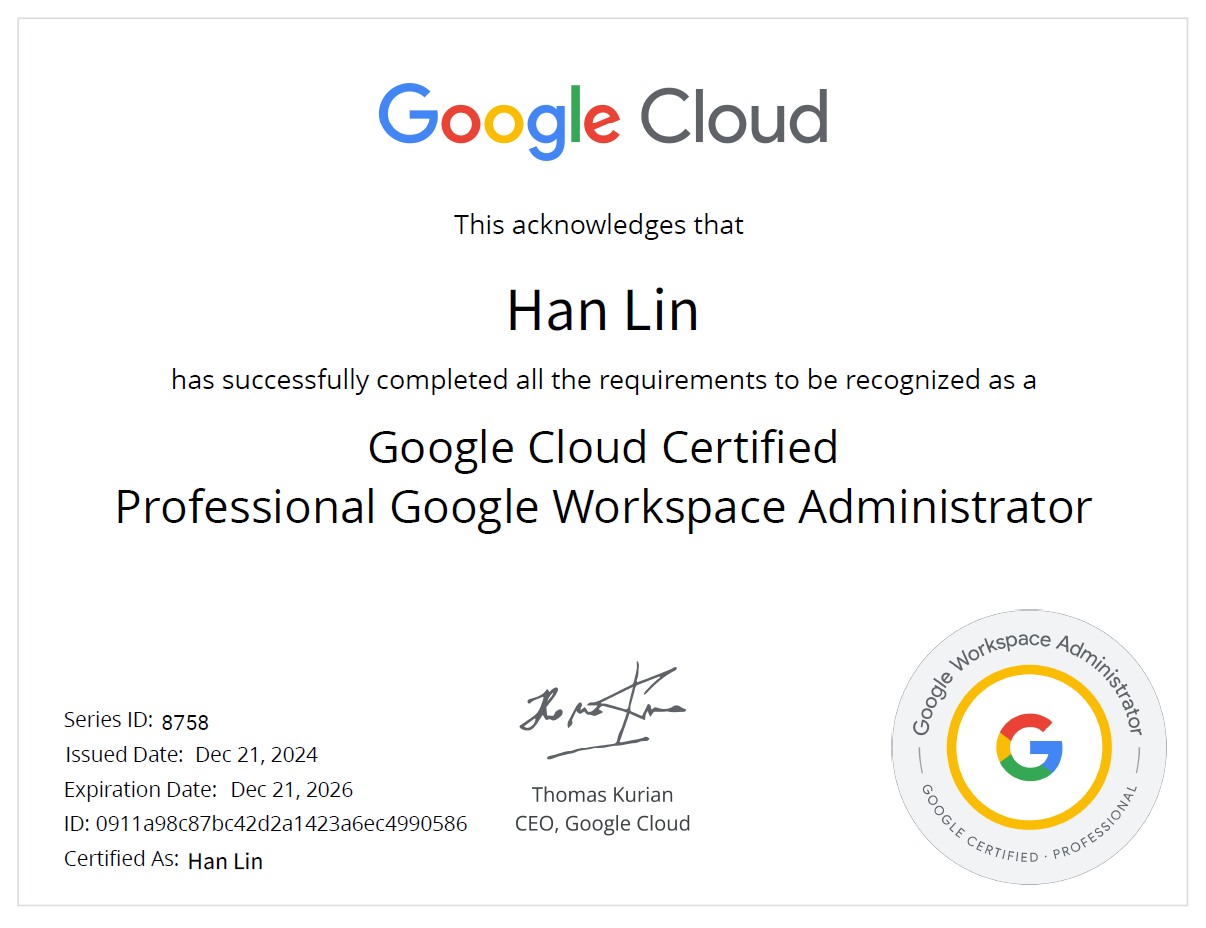 Google Cloud
This acknowledges that
Han Lin
has successfully completed all the requirements to be recognized as a
Google Cloud Certified
Professional Google Workspace Administrator
Series ID: 8758
Issued Date: Dec 21, 2024
Expiration Date: Dec 21, 2026
ID: 0911a98c87bc42d2a1423a6ec4990586
Certified As: Han Lin
Thomas Kurian
CEO, Google Cloud
Google Workspace Administrator
G
GOOGLE CERTIFIED · PROFESSIONAL